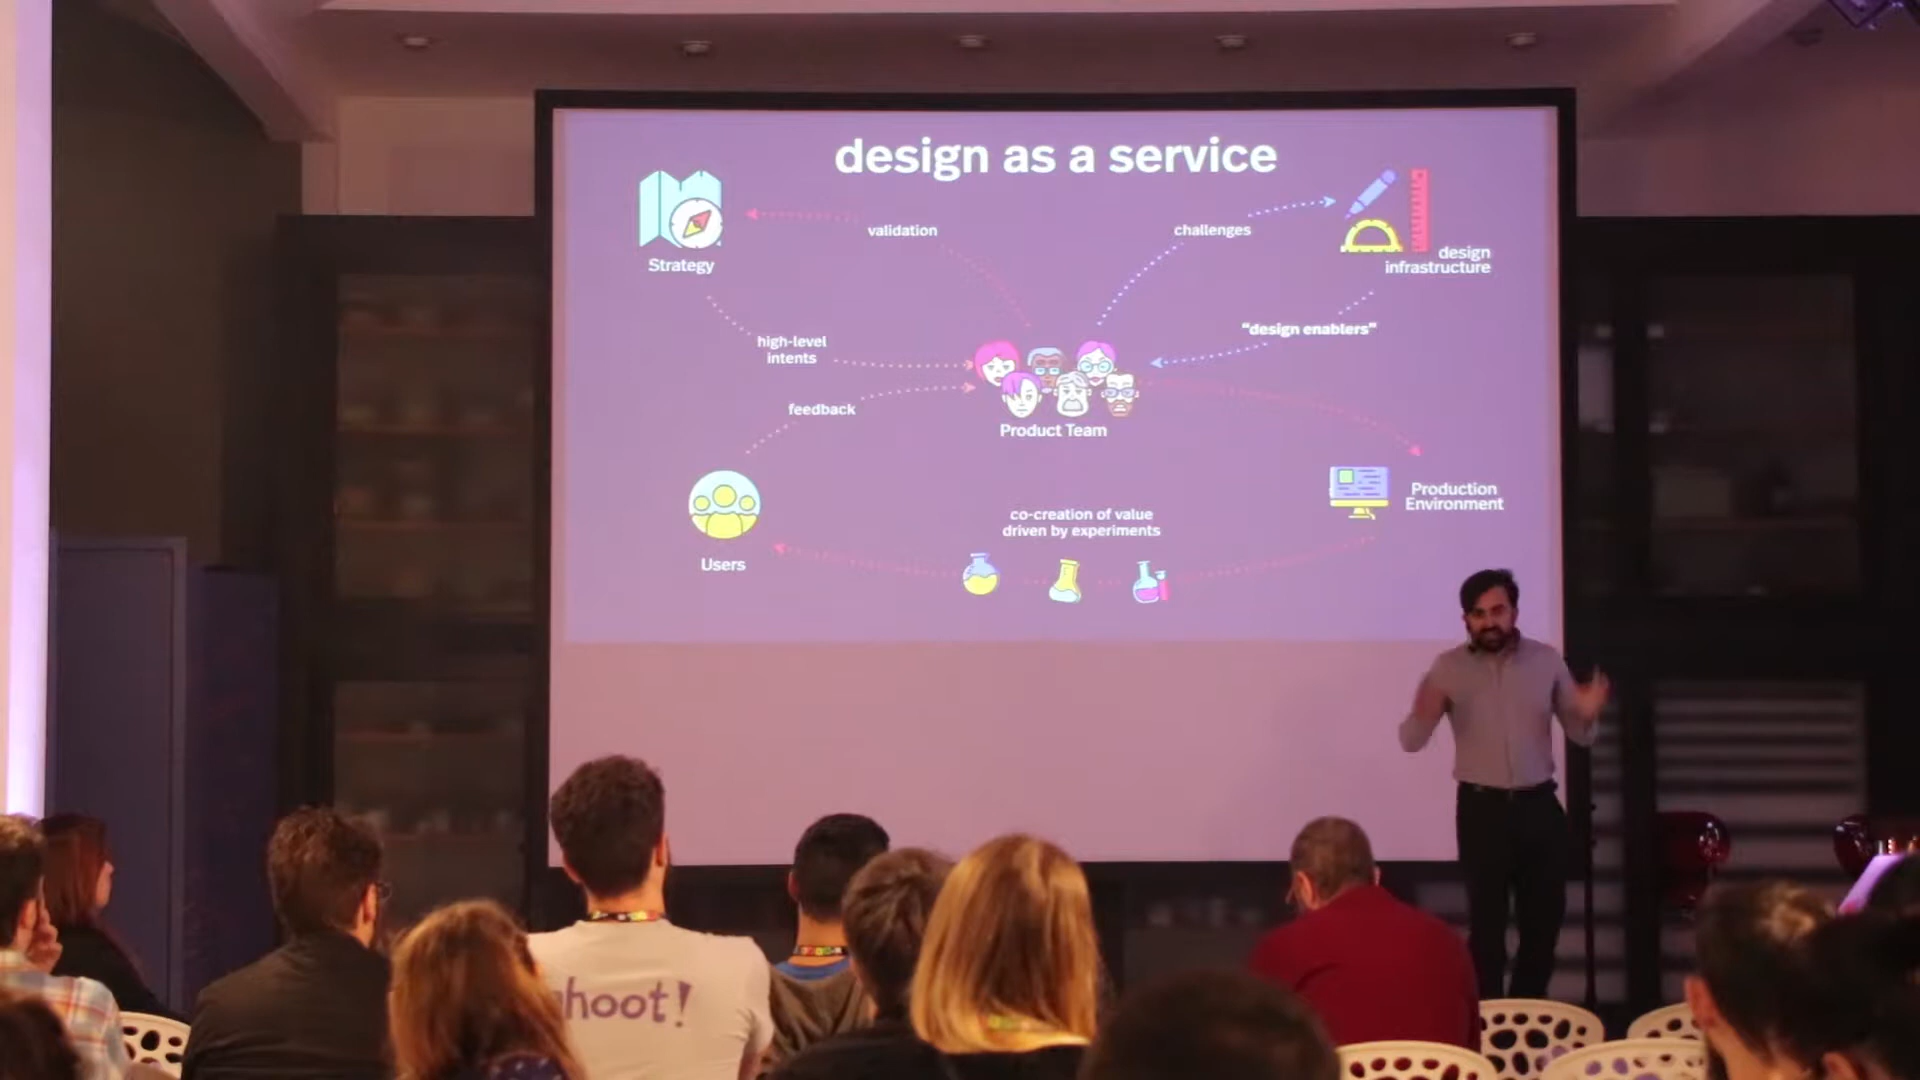 design as a service
validation
challenges
Strategy
design
infrastructure
high-level
intents
"design enablers"
feedback
Product Team
Users
co-creation of value
driven by experiments
Production
Environment
hoot!